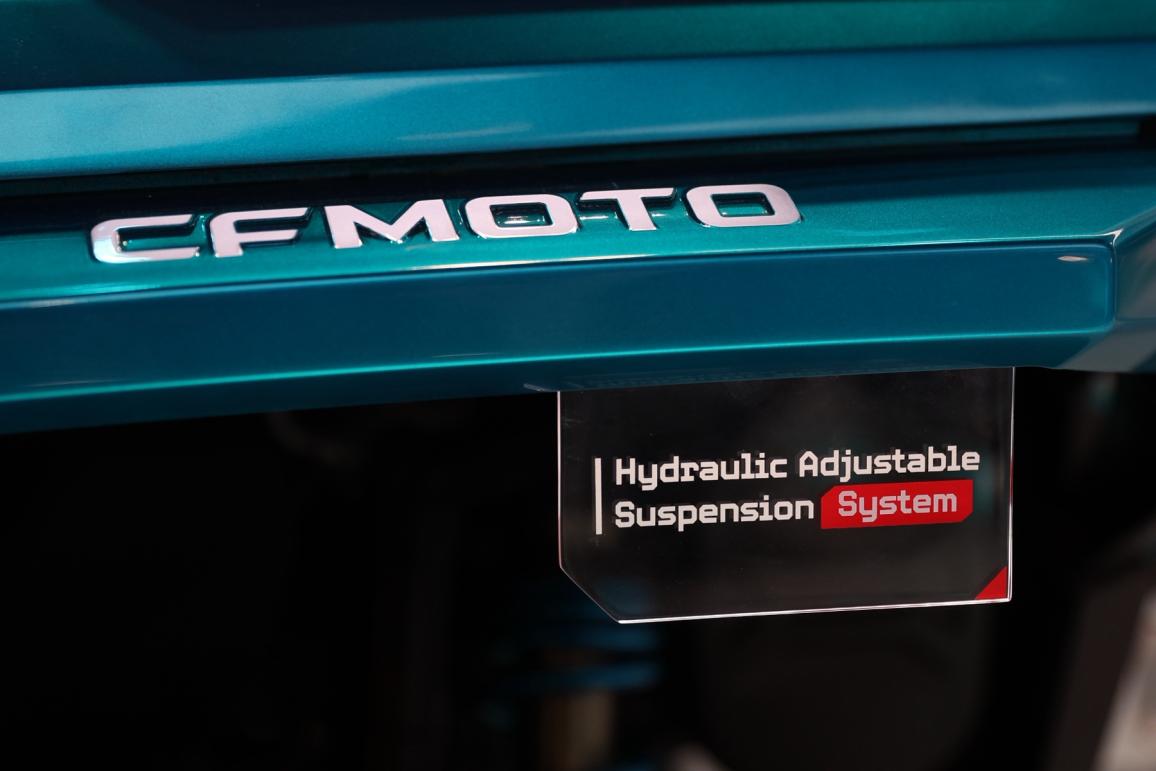 CFMOTO
Hydraulic Adjustable
Suspension System